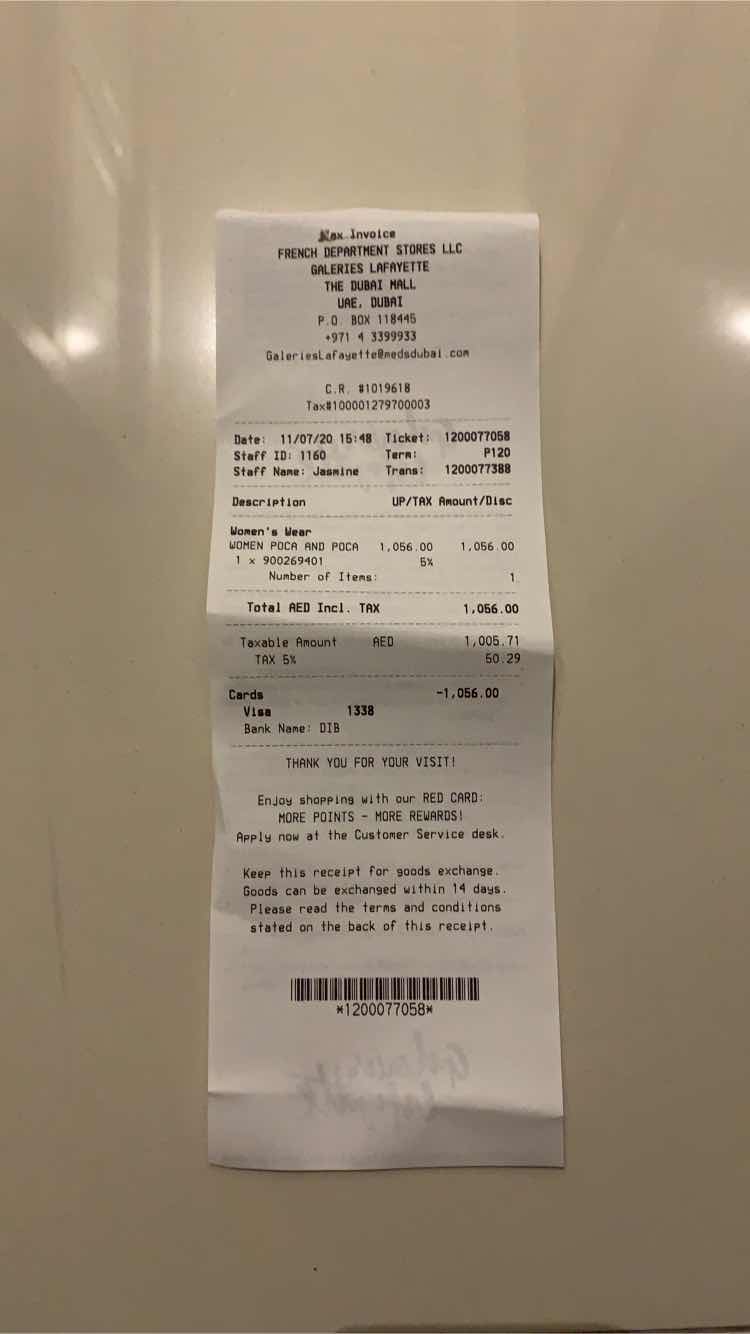 Tax Invoice
FRENCH DEPARTMENT STORES LLC
GALERIES LAFAYETTE
THE DUBAI MALL
UAE, DUBAI
P.O. BOX 118445
+971 4 3399933
GaleriesLafayette@medsdubai.com
C.R. #1019618
Tax#100001279700003
Date: 11/07/20 15:48 Ticket: 1200077058
Staff ID: 1160 Term: P120
Staff Name: Jasmine Trans: 1200077388
Description UP/TAX Amount/Disc
Women's Wear
WOMEN POCA AND POCA 1,056.00 1,056.00
1 x 900269401 5%
Number of Items: 1
Total AED Incl. TAX 1,056.00
Taxable Amount AED 1,005.71
TAX 5% 50.29
Cards -1,056.00
Visa 1338
Bank Name: DIB
THANK YOU FOR YOUR VISIT!
Enjoy shopping with our RED CARD:
MORE POINTS - MORE REWARDS!
Apply now at the Customer Service desk.
Keep this receipt for goods exchange.
Goods can be exchanged within 14 days.
Please read the terms and conditions
stated on the back of this receipt.
*1200077058*